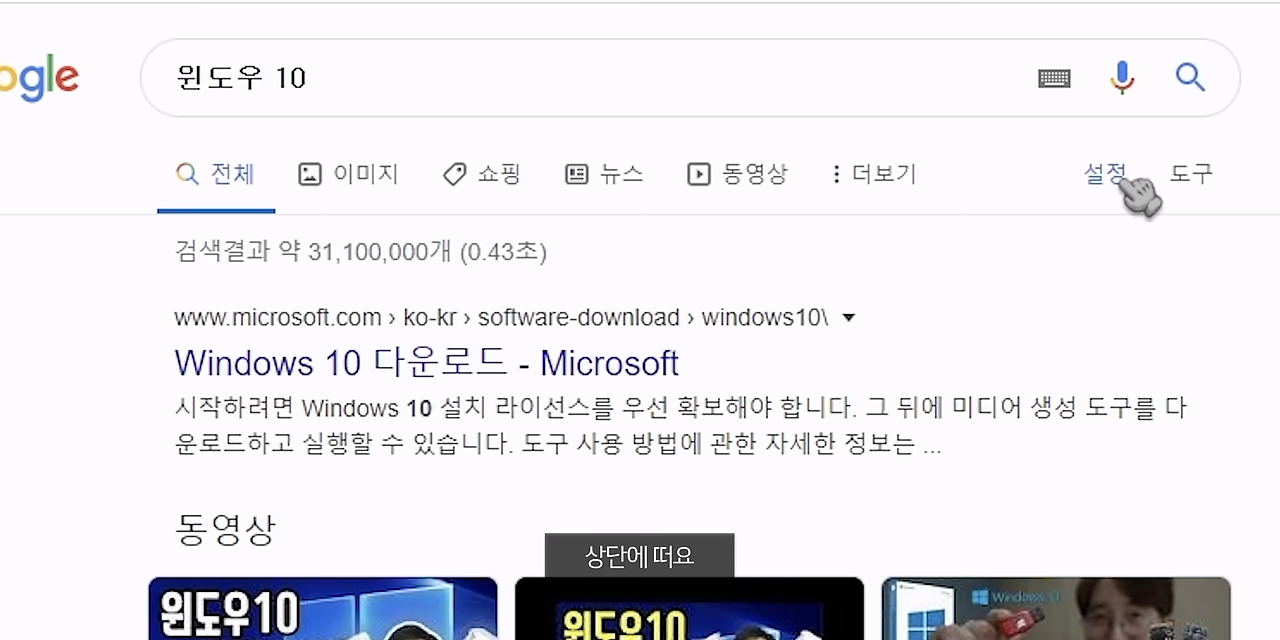 ogle 윈도우 10
전체 이미지 쇼핑 뉴스 동영상 더보기 설정 도구
검색결과 약 31,100,000개 (0.43초)
www.microsoft.com › ko-kr › software-download › windows10\
Windows 10 다운로드 - Microsoft
시작하려면 Windows 10 설치 라이선스를 우선 확보해야 합니다. 그 뒤에 미디어 생성 도구를 다
운로드하고 실행할 수 있습니다. 도구 사용 방법에 관한 자세한 정보는 ...
동영상
상단에 떠요
윈도우10 윈도우10 Windows 10